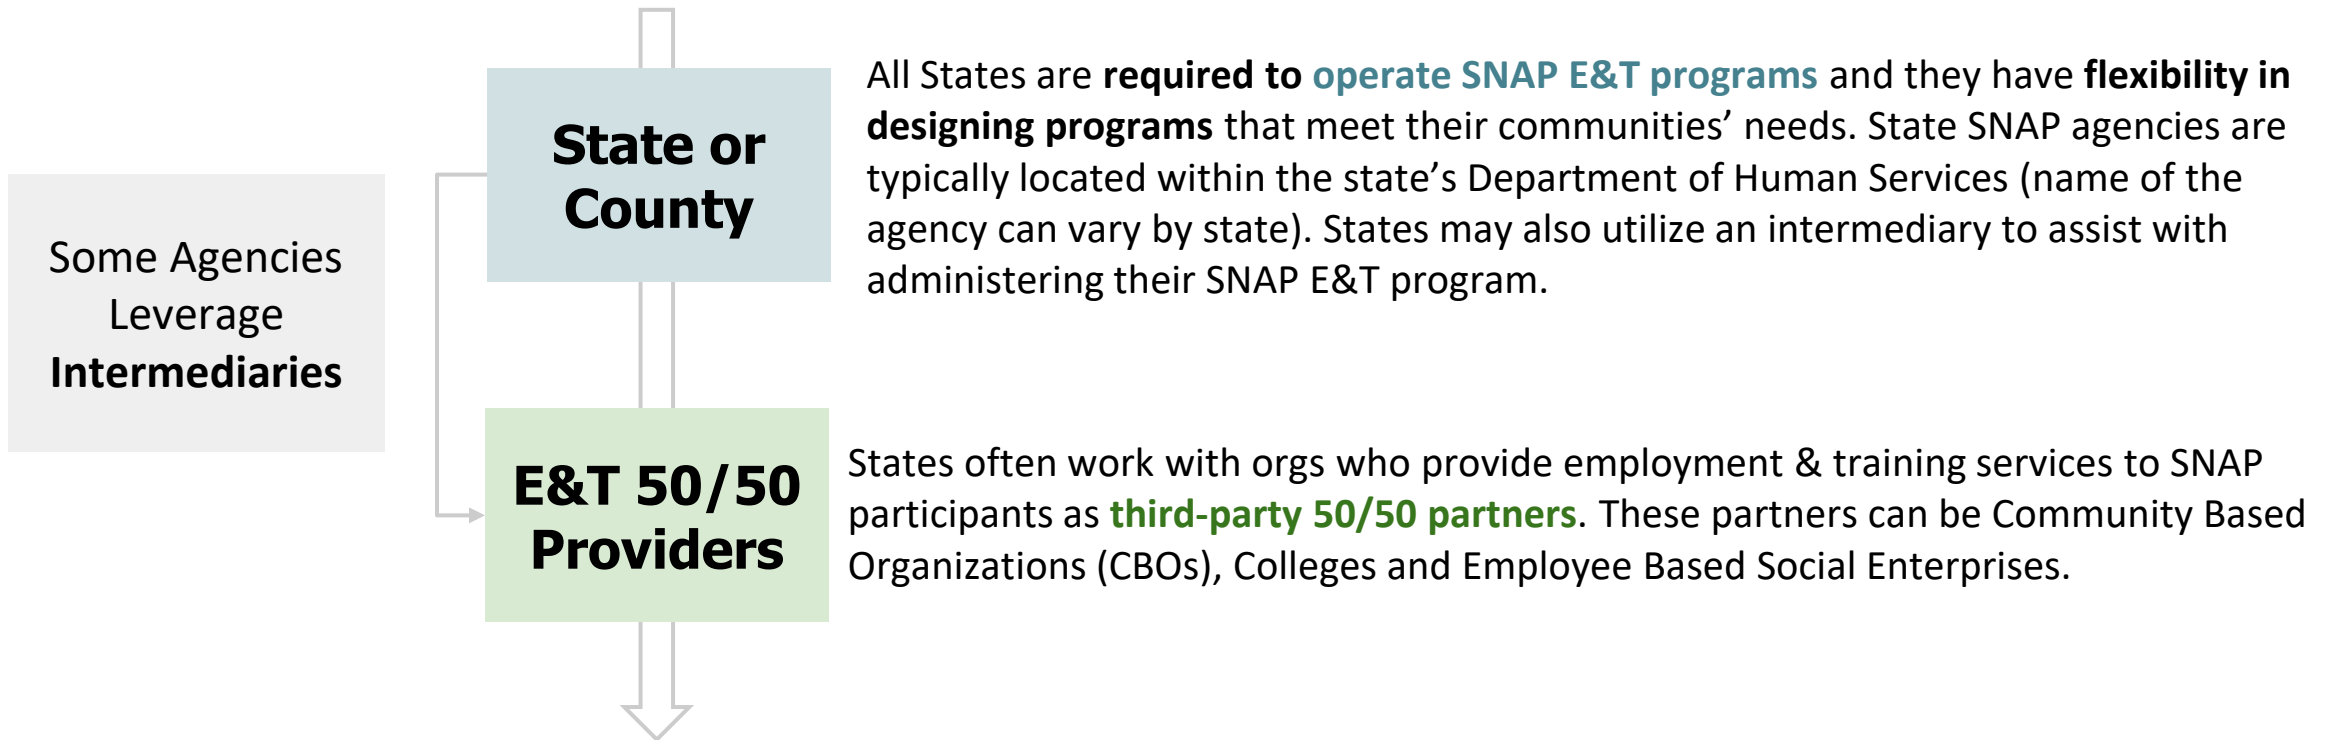 Some Agencies
Leverage
Intermediaries
State or
County
All States are required to operate SNAP E&T programs and they have flexibility in
designing programs that meet their communities’ needs. State SNAP agencies are
typically located within the state’s Department of Human Services (name of the
agency can vary by state). States may also utilize an intermediary to assist with
administering their SNAP E&T program.
E&T 50/50
Providers
States often work with orgs who provide employment & training services to SNAP
participants as third-party 50/50 partners. These partners can be Community Based
Organizations (CBOs), Colleges and Employee Based Social Enterprises.